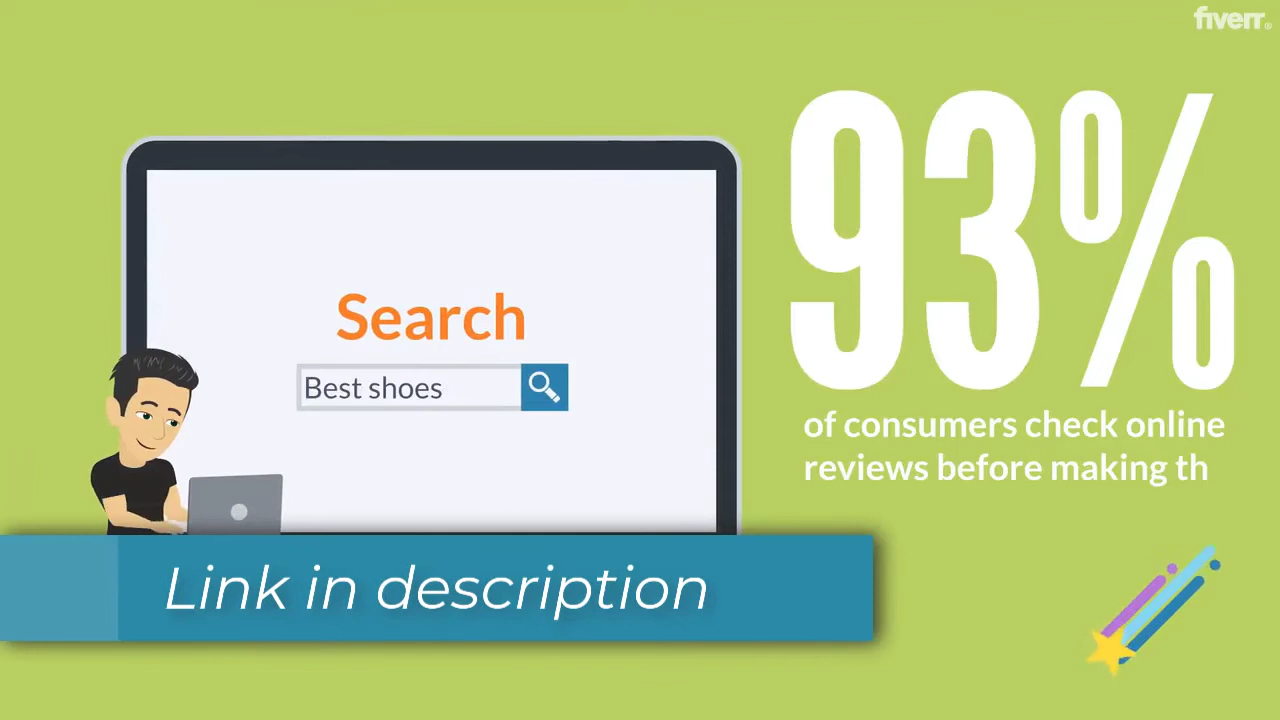 fiverr®
93%
of consumers check online
reviews before making th
Search
Best shoes
Link in description